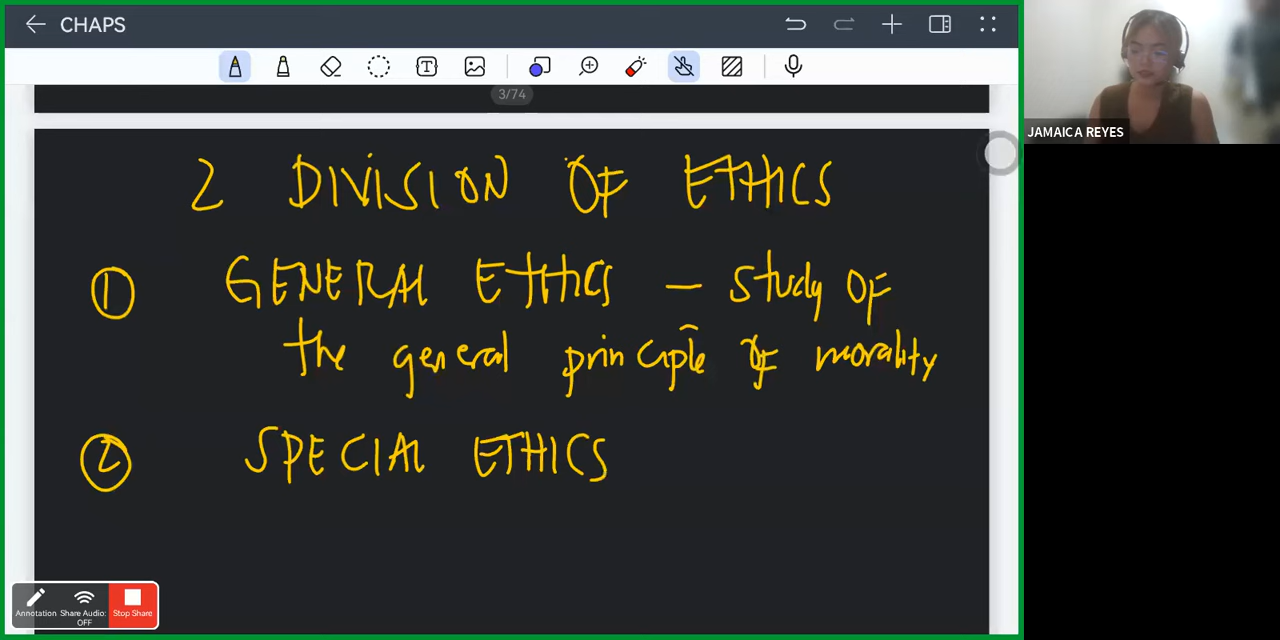 CHAPS
3/74
JAMAICA REYES
2 DIVISION OF ETHICS
① GENERAL ETHICS — study OF
the general principle OF morality
② SPECIAL ETHICS
Annotation
Share Audio: OFF
Stop Share